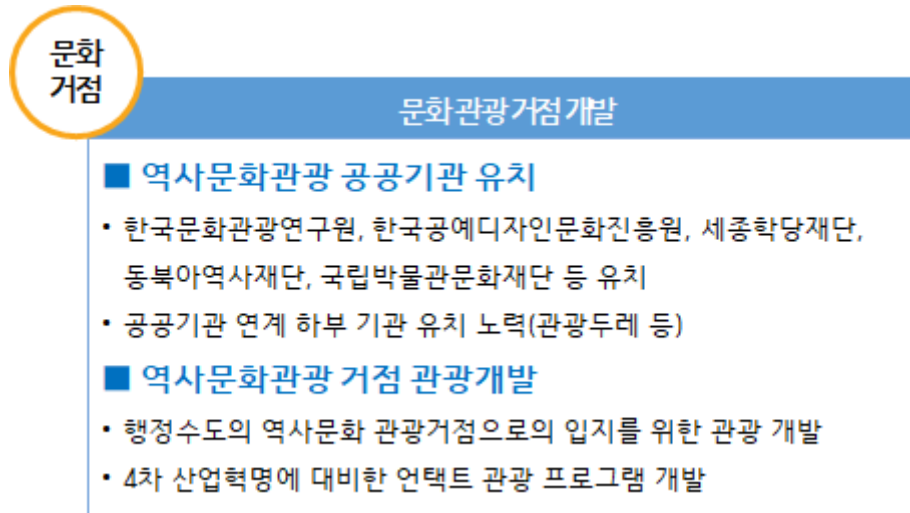 문화
거점
문화 관광 거점 개발
■ 역사문화관광 공공기관 유치
• 한국문화관광연구원, 한국공예디자인문화진흥원, 세종학당재단,
동북아역사재단, 국립박물관문화재단 등 유치
• 공공기관 연계 하부 기관 유치 노력(관광두레 등)
■ 역사문화관광 거점 관광개발
• 행정수도의 역사문화 관광거점으로의 입지를 위한 관광 개발
• 4차 산업혁명에 대비한 언택트 관광 프로그램 개발